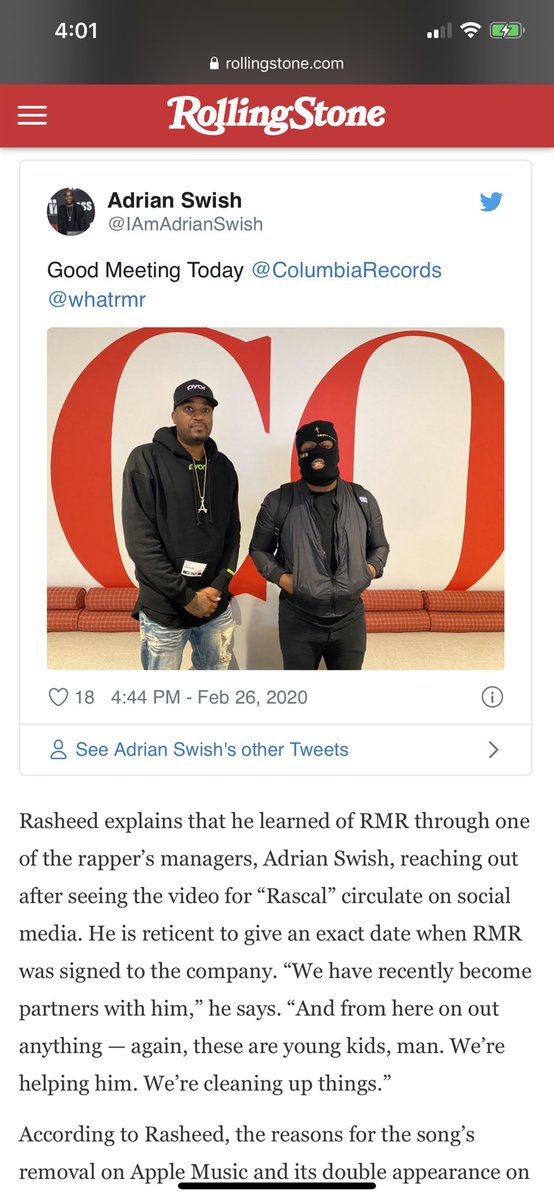 4:01
rollingstone.com
RollingStone
Adrian Swish
@IAmAdrianSwish
Good Meeting Today @ColumbiaRecords
@whatrmr
CO
18 4:44 PM - Feb 26, 2020
See Adrian Swish's other Tweets
Rasheed explains that he learned of RMR through one
of the rapper’s managers, Adrian Swish, reaching out
after seeing the video for “Rascal” circulate on social
media. He is reticent to give an exact date when RMR
was signed to the company. “We have recently become
partners with him,” he says. “And from here on out
anything — again, these are young kids, man. We’re
helping him. We’re cleaning up things.”
According to Rasheed, the reasons for the song’s
removal on Apple Music and its double appearance on